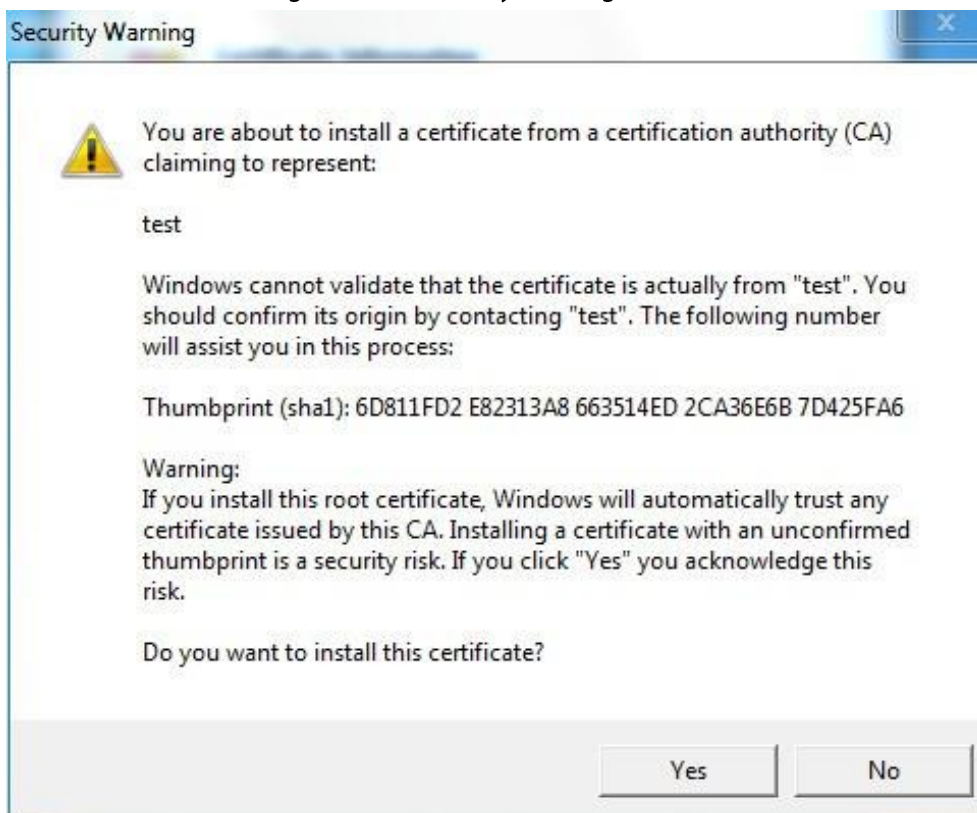 Security Warning
You are about to install a certificate from a certification authority (CA)
claiming to represent:
test
Windows cannot validate that the certificate is actually from "test". You
should confirm its origin by contacting "test". The following number
will assist you in this process:
Thumbprint (sha1): 6D811FD2 E82313A8 663514ED 2CA36E6B 7D425FA6
Warning:
If you install this root certificate, Windows will automatically trust any
certificate issued by this CA. Installing a certificate with an unconfirmed
thumbprint is a security risk. If you click "Yes" you acknowledge this
risk.
Do you want to install this certificate?
Yes No